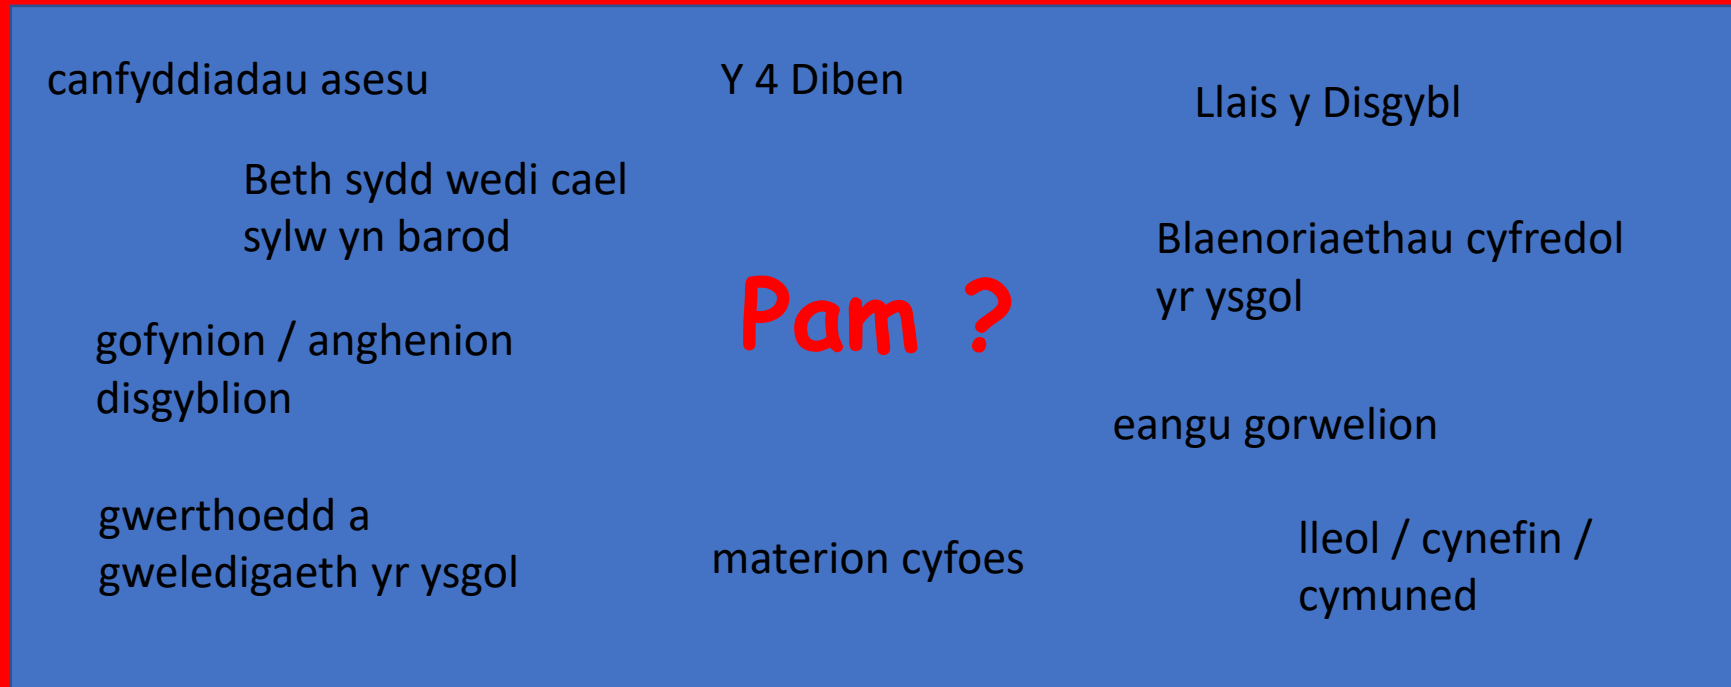 canfyddiadau asesu
Y 4 Diben
Llais y Disgybl
Beth sydd wedi cael
sylw yn barod
Blaenoriaethau cyfredol
yr ysgol
Pam ?
gofynion / anghenion
disgyblion
eangu gorwelion
gwerthoedd a
gweledigaeth yr ysgol
materion cyfoes
lleol / cynefin /
cymuned